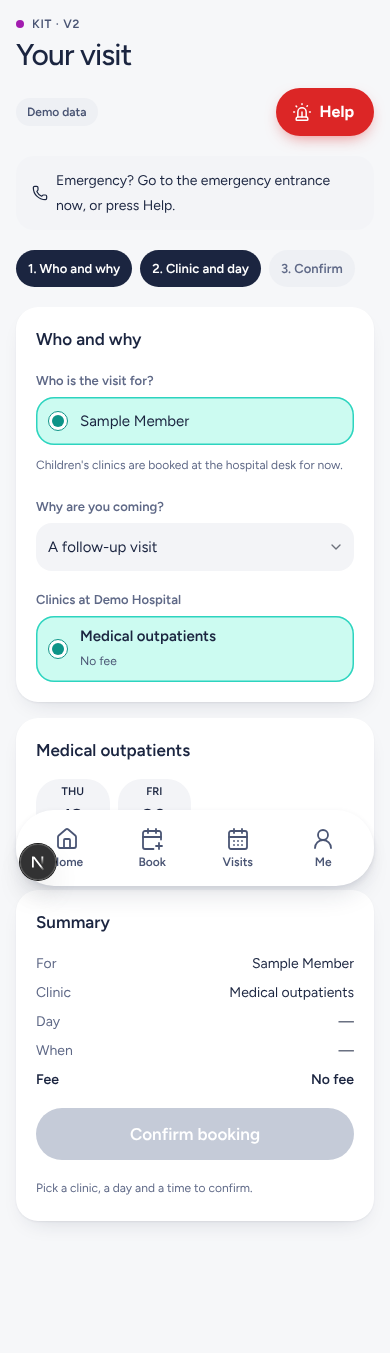 KIT · V2
Your visit
Demo data
Help
Emergency? Go to the emergency entrance
now, or press Help.
1. Who and why
2. Clinic and day
3. Confirm
Who and why
Who is the visit for?
Sample Member
Children's clinics are booked at the hospital desk for now.
Why are you coming?
A follow-up visit
Clinics at Demo Hospital
Medical outpatients
No fee
Medical outpatients
THU
FRI
Home
Book
Visits
Me
N
Summary
For
Sample Member
Clinic
Medical outpatients
Day
—
When
—
Fee
No fee
Confirm booking
Pick a clinic, a day and a time to confirm.